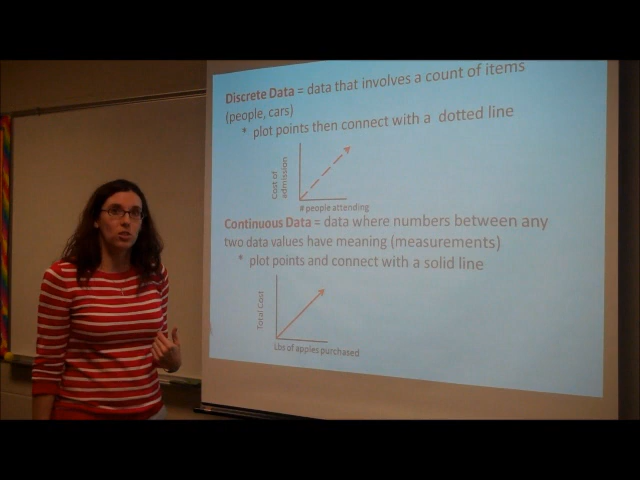 Discrete Data = data that involves a count of items
(people, cars)
* plot points then connect with a dotted line
Cost of
admission
# people attending
Continuous Data = data where numbers between any
two data values have meaning (measurements)
* plot points and connect with a solid line
Total Cost
Lbs of apples purchased